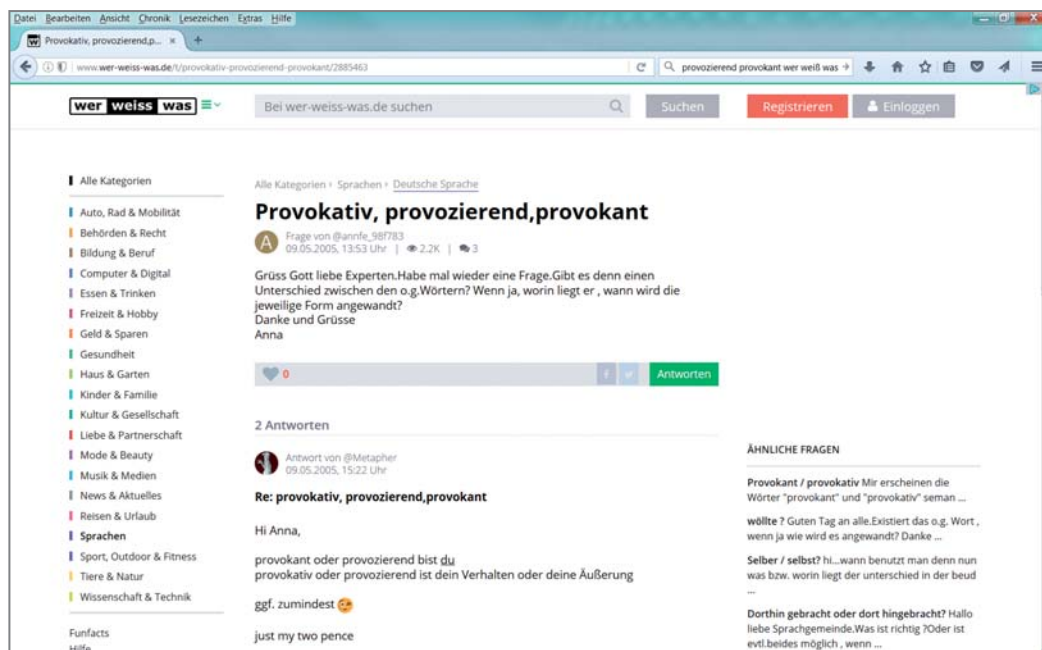 Datei Bearbeiten Ansicht Chronik Lesezeichen Extras Hilfe
Provokativ, provozierend,p...
www.wer-weiss-was.de/t/provokativ-provozierend-provokant/2885463
provozierend provokant wer weiß was
wer weiss was
Bei wer-weiss-was.de suchen
Suchen
Registrieren
Einloggen
Alle Kategorien
Auto, Rad & Mobilität
Behörden & Recht
Bildung & Beruf
Computer & Digital
Essen & Trinken
Freizeit & Hobby
Geld & Sparen
Gesundheit
Haus & Garten
Kinder & Familie
Kultur & Gesellschaft
Liebe & Partnerschaft
Mode & Beauty
Musik & Medien
News & Aktuelles
Reisen & Urlaub
Sprachen
Sport, Outdoor & Fitness
Tiere & Natur
Wissenschaft & Technik
Funfacts
Hilfe
Alle Kategorien › Sprachen › Deutsche Sprache
Provokativ, provozierend,provokant
A
Frage von @annfe_98f783
09.05.2005, 13:53 Uhr | 2.2K | 3
Grüss Gott liebe Experten.Habe mal wieder eine Frage.Gibt es denn einen
Unterschied zwischen den o.g.Wörtern? Wenn ja, worin liegt er , wann wird die
jeweilige Form angewandt?
Danke und Grüsse
Anna
0
f
Antworten
2 Antworten
Antwort von @Metapher
09.05.2005, 15:22 Uhr
Re: provokativ, provozierend,provokant
Hi Anna,
provokant oder provozierend bist du
provokativ oder provozierend ist dein Verhalten oder deine Äußerung
ggf. zumindest
just my two pence
ÄHNLICHE FRAGEN
Provokant / provokativ Mir erscheinen die
Wörter "provokant" und "provokativ" seman ...
wöllte ? Guten Tag an alle.Existiert das o.g. Wort ,
wenn ja wie wird es angewandt? Danke ...
Selber / selbst? hi...wann benutzt man denn nun
was bzw. worin liegt der unterschied in der beud
...
Dorthin gebracht oder dort hingebracht? Hallo
liebe Sprachgemeinde.Was ist richtig ?Oder ist
evtl.beides möglich , wenn ...